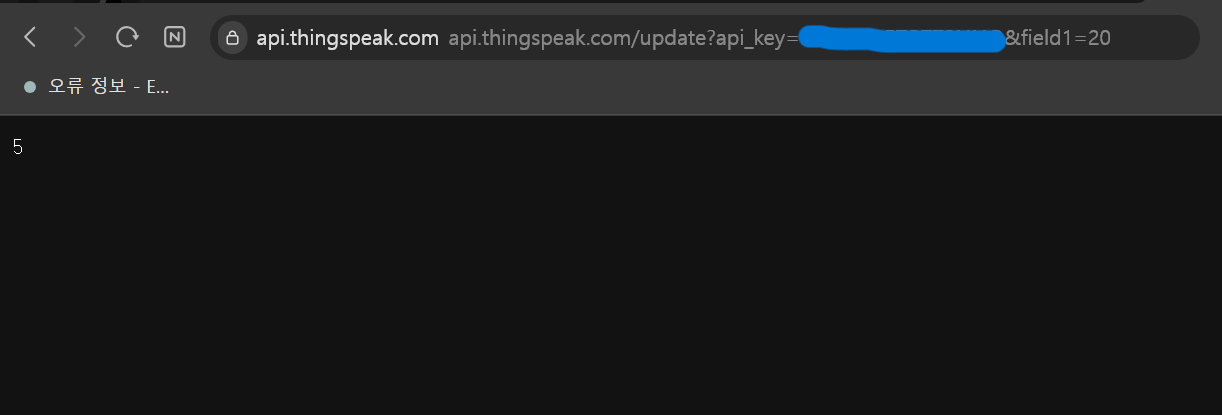 api.thingspeak.com api.thingspeak.com/update?api_key= &field1=20
오류 정보 - E...
5